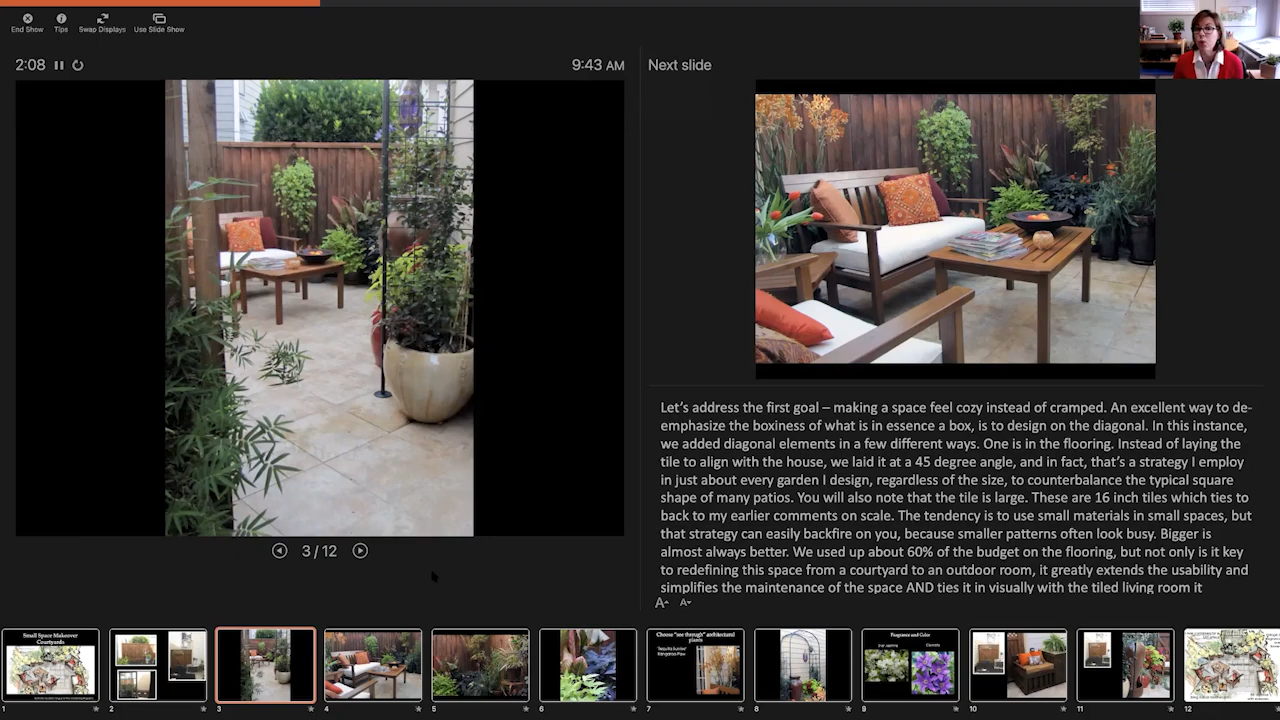 End Show
Tips
Swap Displays
Use Slide Show
2:08
9:43 AM
Next slide
3 / 12
Let's address the first goal – making a space feel cozy instead of cramped. An excellent way to de-
emphasize the boxiness of what is in essence a box, is to design on the diagonal. In this instance,
we added diagonal elements in a few different ways. One is in the flooring. Instead of laying the
tile to align with the house, we laid it at a 45 degree angle, and in fact, that's a strategy I employ
in just about every garden I design, regardless of the size, to counterbalance the typical square
shape of many patios. You will also note that the tile is large. These are 16 inch tiles which ties to
back to my earlier comments on scale. The tendency is to use small materials in small spaces, but
that strategy can easily backfire on you, because smaller patterns often look busy. Bigger is
almost always better. We used up about 60% of the budget on the flooring, but not only is it key
to redefining this space from a courtyard to an outdoor room, it greatly extends the usability and
simplifies the maintenance of the space AND ties it in visually with the tiled living room it
A
A
Small Space Makeover
Courtyards
Choose "see through" architectural
plants
Kangaroo Paw
Fragrance and Color
Clematis
1
2
3
4
5
6
7
8
9
10
11
12